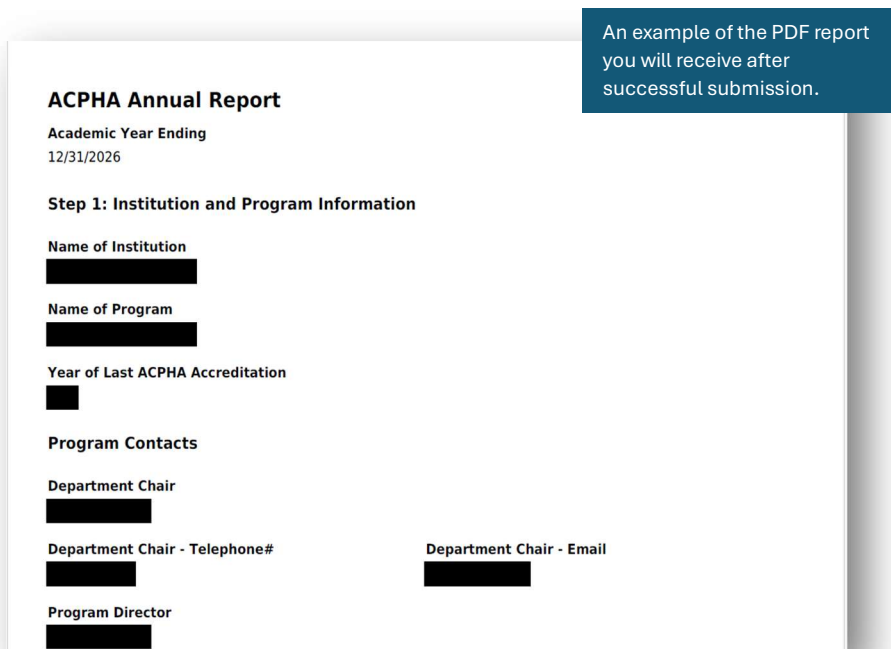 An example of the PDF report
you will receive after
successful submission.
ACPHA Annual Report
Academic Year Ending
12/31/2026
Step 1: Institution and Program Information
Name of Institution
Name of Program
Year of Last ACPHA Accreditation
Program Contacts
Department Chair
Department Chair - Telephone#
Department Chair - Email
Program Director